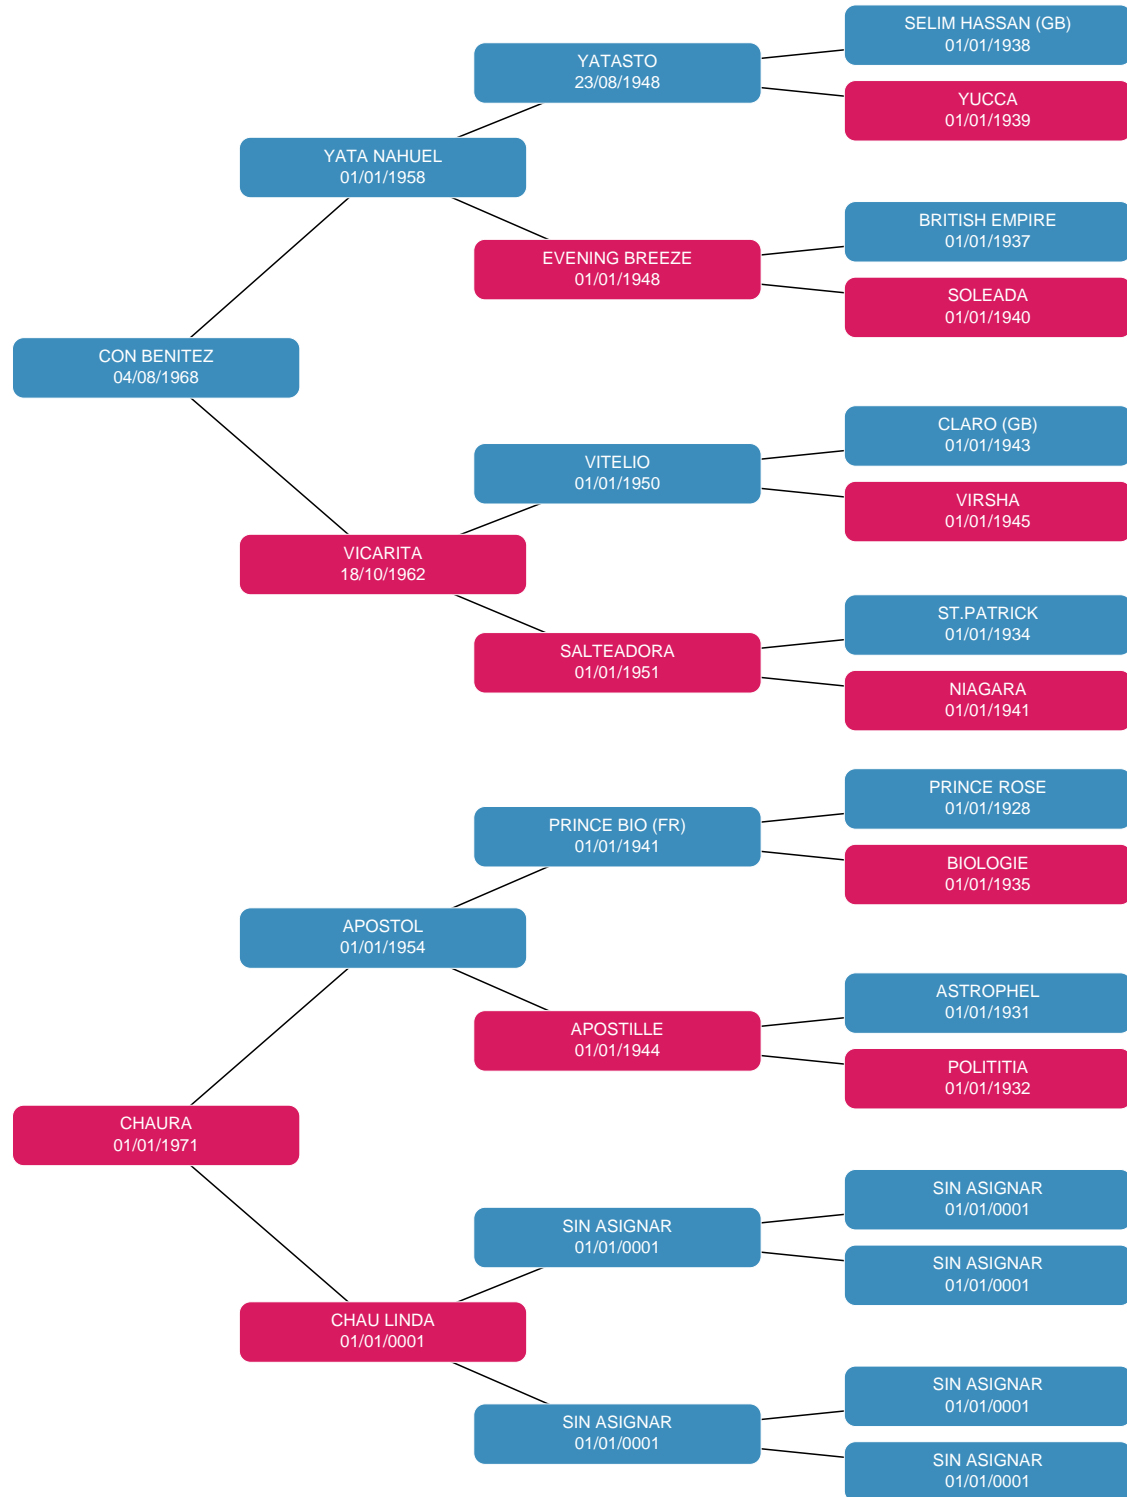 SELIM HASSAN (GB)
01/01/1938
YATASTO
23/08/1948
YUCCA
01/01/1939
YATA NAHUEL
01/01/1958
BRITISH EMPIRE
01/01/1937
EVENING BREEZE
01/01/1948
SOLEADA
01/01/1940
CON BENITEZ
04/08/1968
CLARO (GB)
01/01/1943
VITELIO
01/01/1950
VIRSHA
01/01/1945
VICARITA
18/10/1962
ST.PATRICK
01/01/1934
SALTEADORA
01/01/1951
NIAGARA
01/01/1941
PRINCE ROSE
01/01/1928
PRINCE BIO (FR)
01/01/1941
BIOLOGIE
01/01/1935
APOSTOL
01/01/1954
ASTROPHEL
01/01/1931
APOSTILLE
01/01/1944
POLITITIA
01/01/1932
CHAURA
01/01/1971
SIN ASIGNAR
01/01/0001
SIN ASIGNAR
01/01/0001
SIN ASIGNAR
01/01/0001
CHAU LINDA
01/01/0001
SIN ASIGNAR
01/01/0001
SIN ASIGNAR
01/01/0001
SIN ASIGNAR
01/01/0001